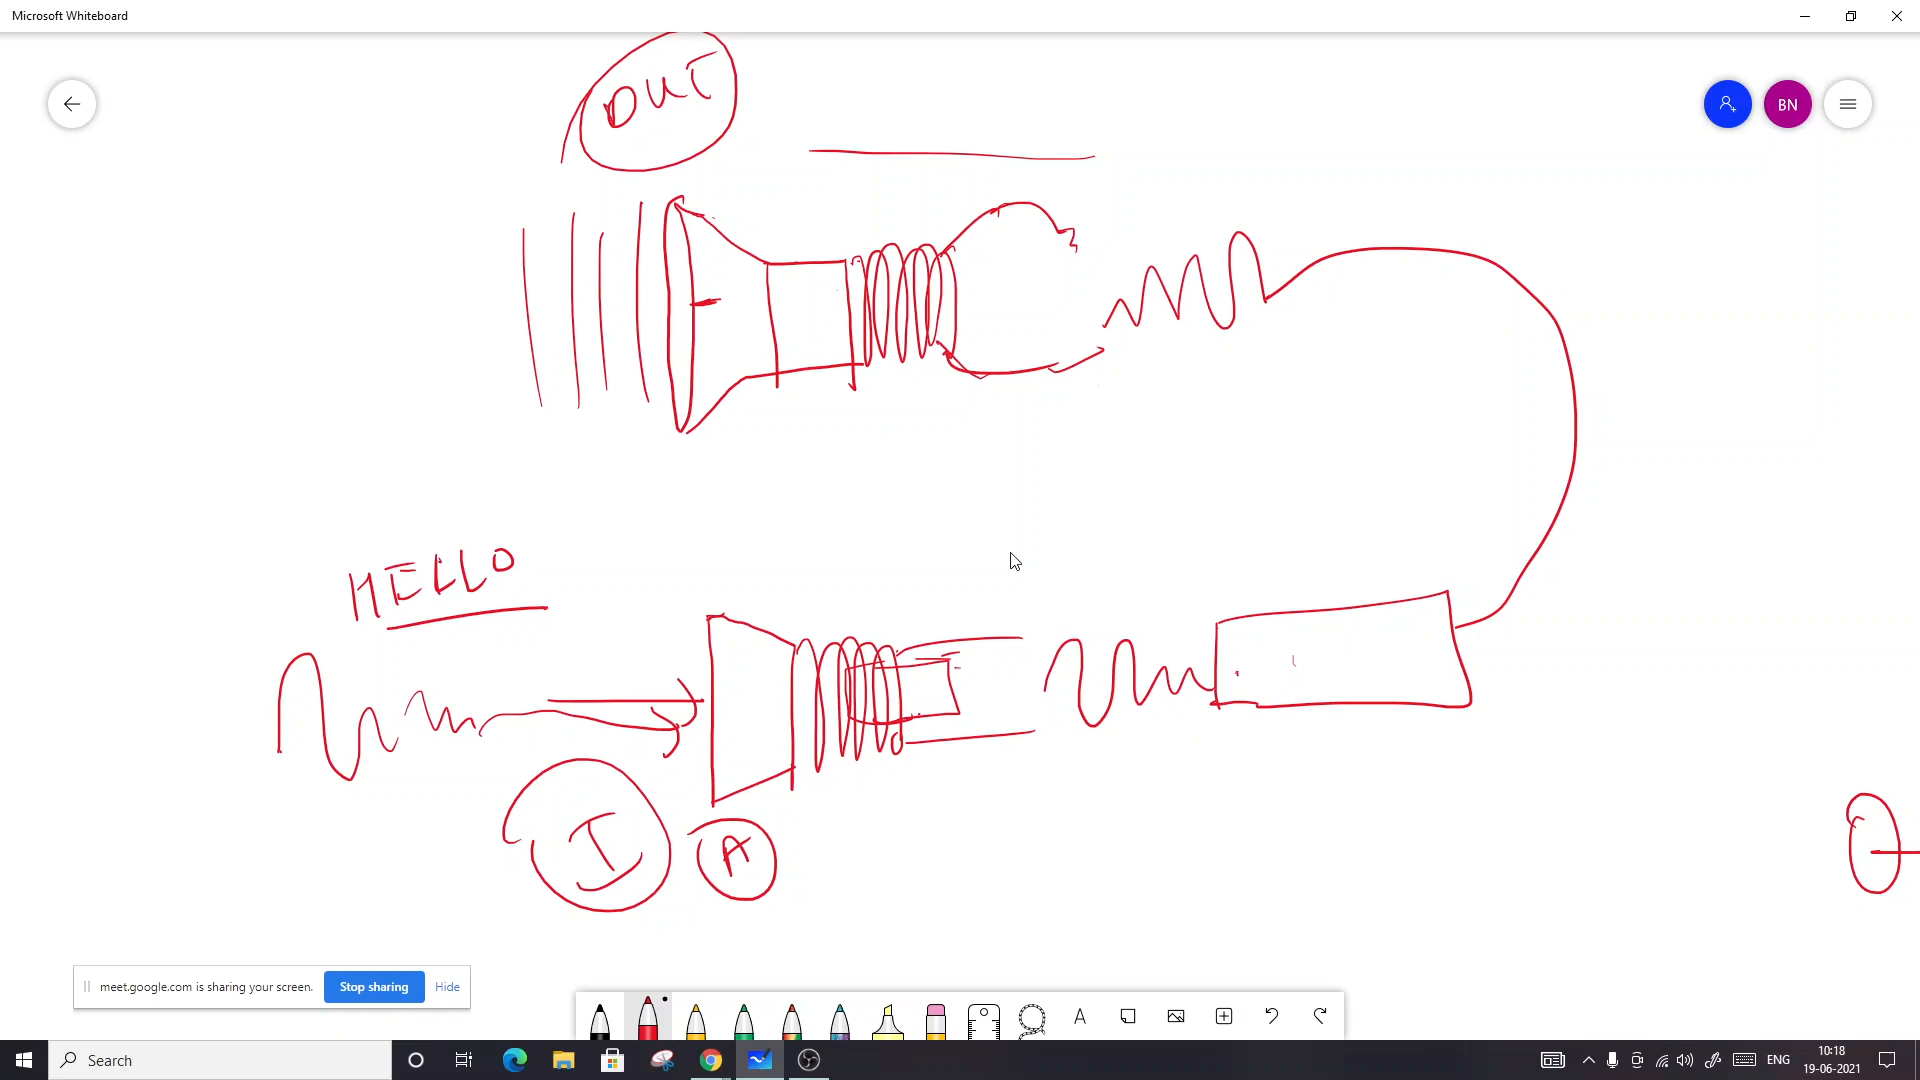 Microsoft Whiteboard
OUT
BN
HELLO
I
A
meet.google.com is sharing your screen.
Stop sharing
Hide
A
Search
ENG
10:18
19-06-2021